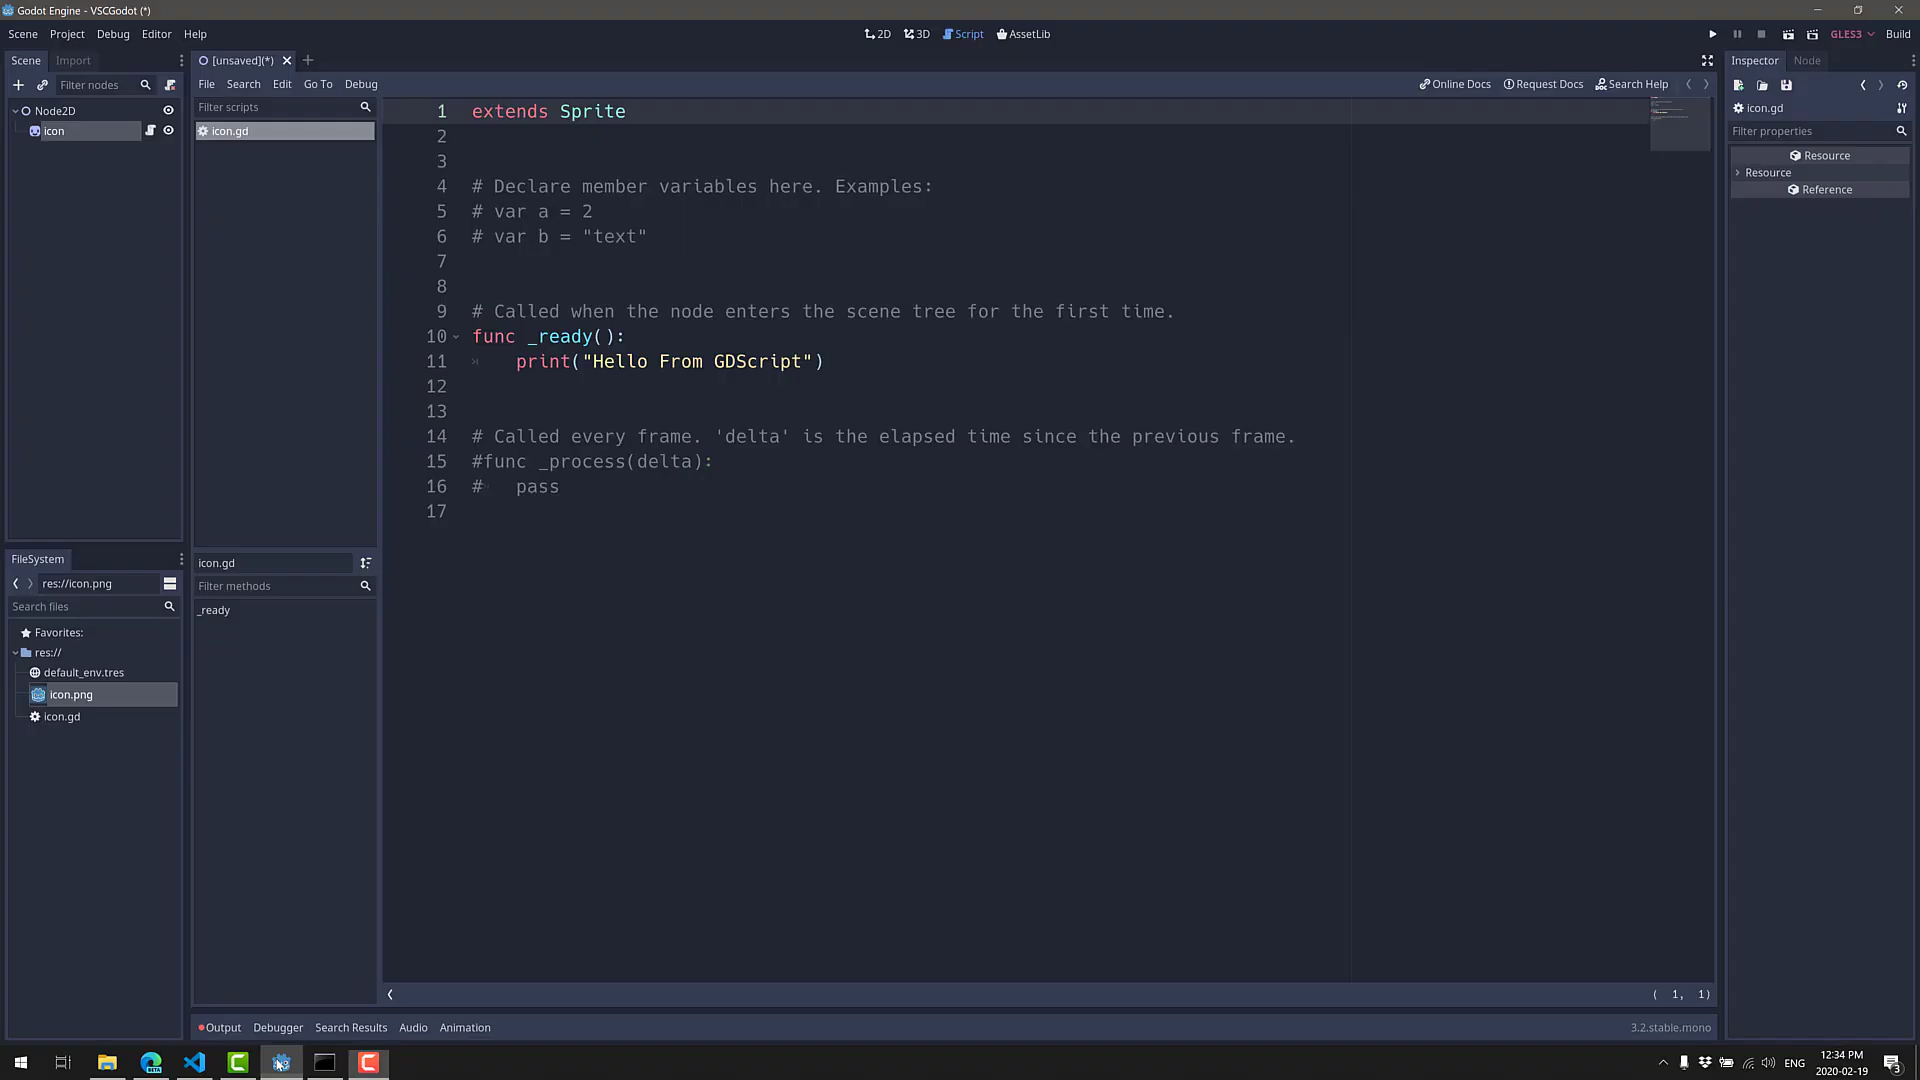 Godot Engine - VSCGodot (*)
Scene Project Debug Editor Help
2D 3D Script AssetLib
GLES3 Build
Scene Import
[unsaved](*)
Inspector Node
Filter nodes
File Search Edit Go To Debug
Online Docs Request Docs Search Help
Filter scripts
icon.gd
Node2D
icon
icon.gd
Filter properties
Resource
Resource
Reference
1 extends Sprite
2
3
4 # Declare member variables here. Examples:
5 # var a = 2
6 # var b = "text"
7
8
9 # Called when the node enters the scene tree for the first time.
10 func _ready():
11 print("Hello From GDScript")
12
13
14 # Called every frame. 'delta' is the elapsed time since the previous frame.
15 #func _process(delta):
16 # pass
17
FileSystem
res://icon.png
Search files
Favorites:
res://
default_env.tres
icon.png
icon.gd
icon.gd
Filter methods
_ready
( 1, 1)
Output Debugger Search Results Audio Animation
3.2.stable.mono
ENG
12:34 PM
2020-02-19
3